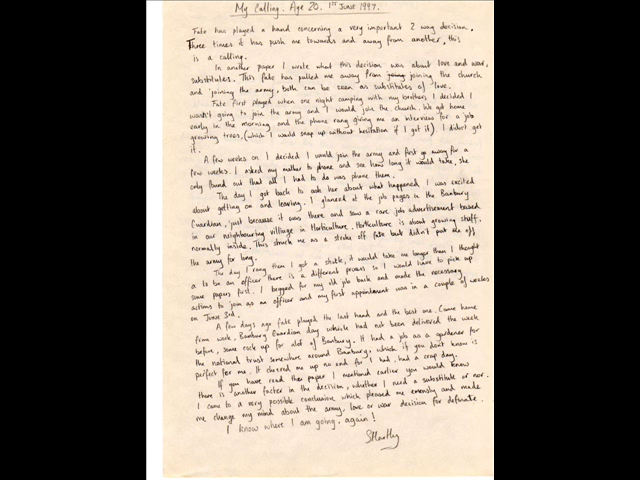 My Calling. Age 20. 1st June 1997.
Fate has played a hand concerning a very important 2 way decision.
Three times it has push me towards and away from another, this
is a calling.
In another paper I wrote what this decision was about love and war,
substitutes. This fate has pulled me away from joining the church
and joining the army, both can be seen as substitutes of love.
Fate first played when one night camping with my brothers I decided I
wasn't going to join the army and I would join the church. We got home
early in the morning and the phone rang giving me an interview for a job
growing trees, (which I would snap up without hesitation if I got it). I didn't get
it.
A few weeks on I decided I would join the army and first go away for a
few weeks. I asked my mother to phone and see how long it would take, she
only found out that all I had to do was phone them.
The day I got back to ask her about what happened I was excited
about getting on and leaving. I glanced at the job pages in the Banbury
Guardian, just because it was there and saw a rare job advertisement based
in our neighbouring village in Horticulture. Horticulture is about growing stuff,
normally inside. This struck me as a stroke off fate but didn't put me off
the army for long.
The day I rang them I got a shock, it would take me longer than I thought
a to be an officer there is a different process so I would have to pick up
some papers first. I begged for my old job back and made the necessary
actions to join as an officer and my first appointment was in a couple of weeks
on June 3rd.
A few days ago fate played the last hand and the best one. Came home
from work, Banbury Guardian day which had not been delivered the week
before, some cock up for alot of Banbury. It had a job as a gardener for
the national trust somewhere around Banbury, which if you don't know is
perfect for me. It cheered me up no end for I had had a crap day.
If you have read the paper I mentioned earlier you would know
there is another factor in the decision, whether I need a substitute or not.
I came to a very possible conclusion which pleased me emensly and made
me change my mind about the army. love or war decision for defenate.
I know where I am going, again!
SHartley